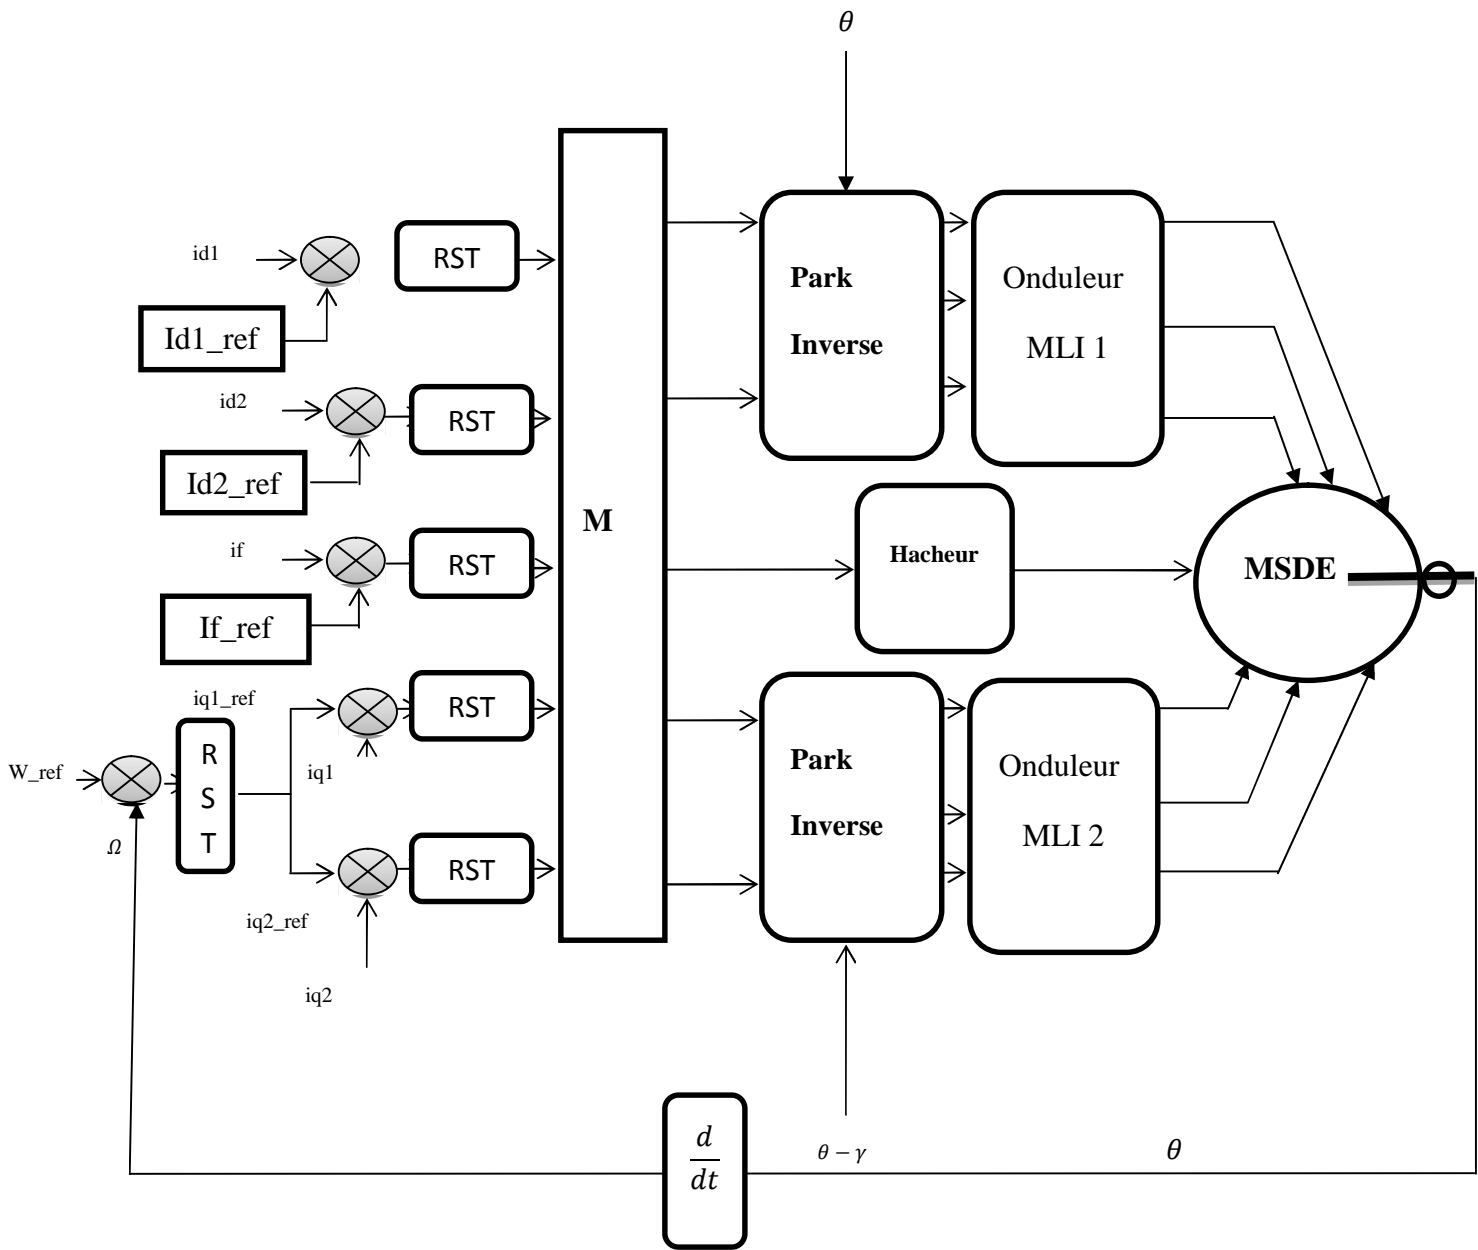 θ
id1
RST
Id1_ref
Park
Inverse
Onduleur
MLI 1
id2
RST
Id2_ref
M
if
RST
If_ref
Hacheur
MSDE
iq1_ref
RST
W_ref
R
S
T
iq1
Ω
Park
Inverse
Onduleur
MLI 2
RST
iq2_ref
iq2
d
dt
θ − γ
θ